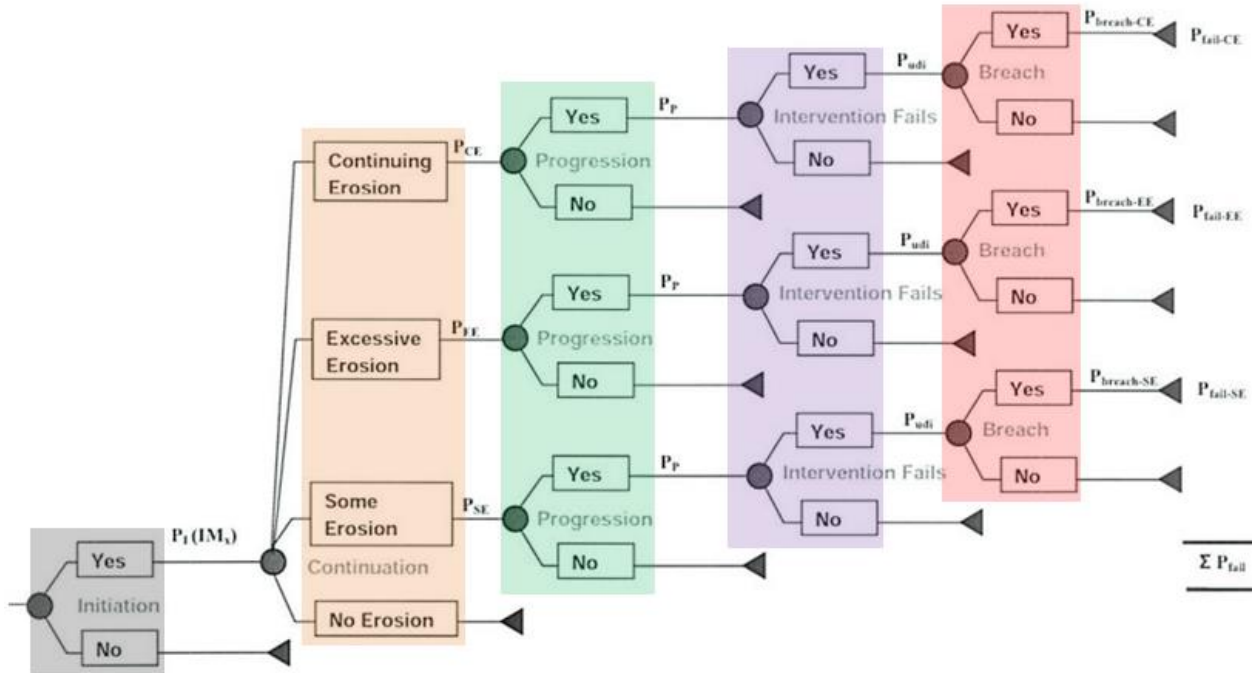 Yes
P_breach-CE
P_fail-CE
Yes
P_udi
Breach
Yes
P_P
Intervention Fails
No
Continuing
Erosion
P_CE
Progression
No
No
Yes
P_breach-EE
P_fail-EE
Yes
P_udi
Breach
Yes
P_P
Intervention Fails
No
Excessive
Erosion
P_EE
Progression
No
No
Yes
P_breach-SE
P_fail-SE
Yes
P_udi
Breach
Yes
P_P
Intervention Fails
No
Some
Erosion
P_SE
Progression
No
No
Yes
P_I (IM_x)
Continuation
Σ P_fail
Initiation
No Erosion
No